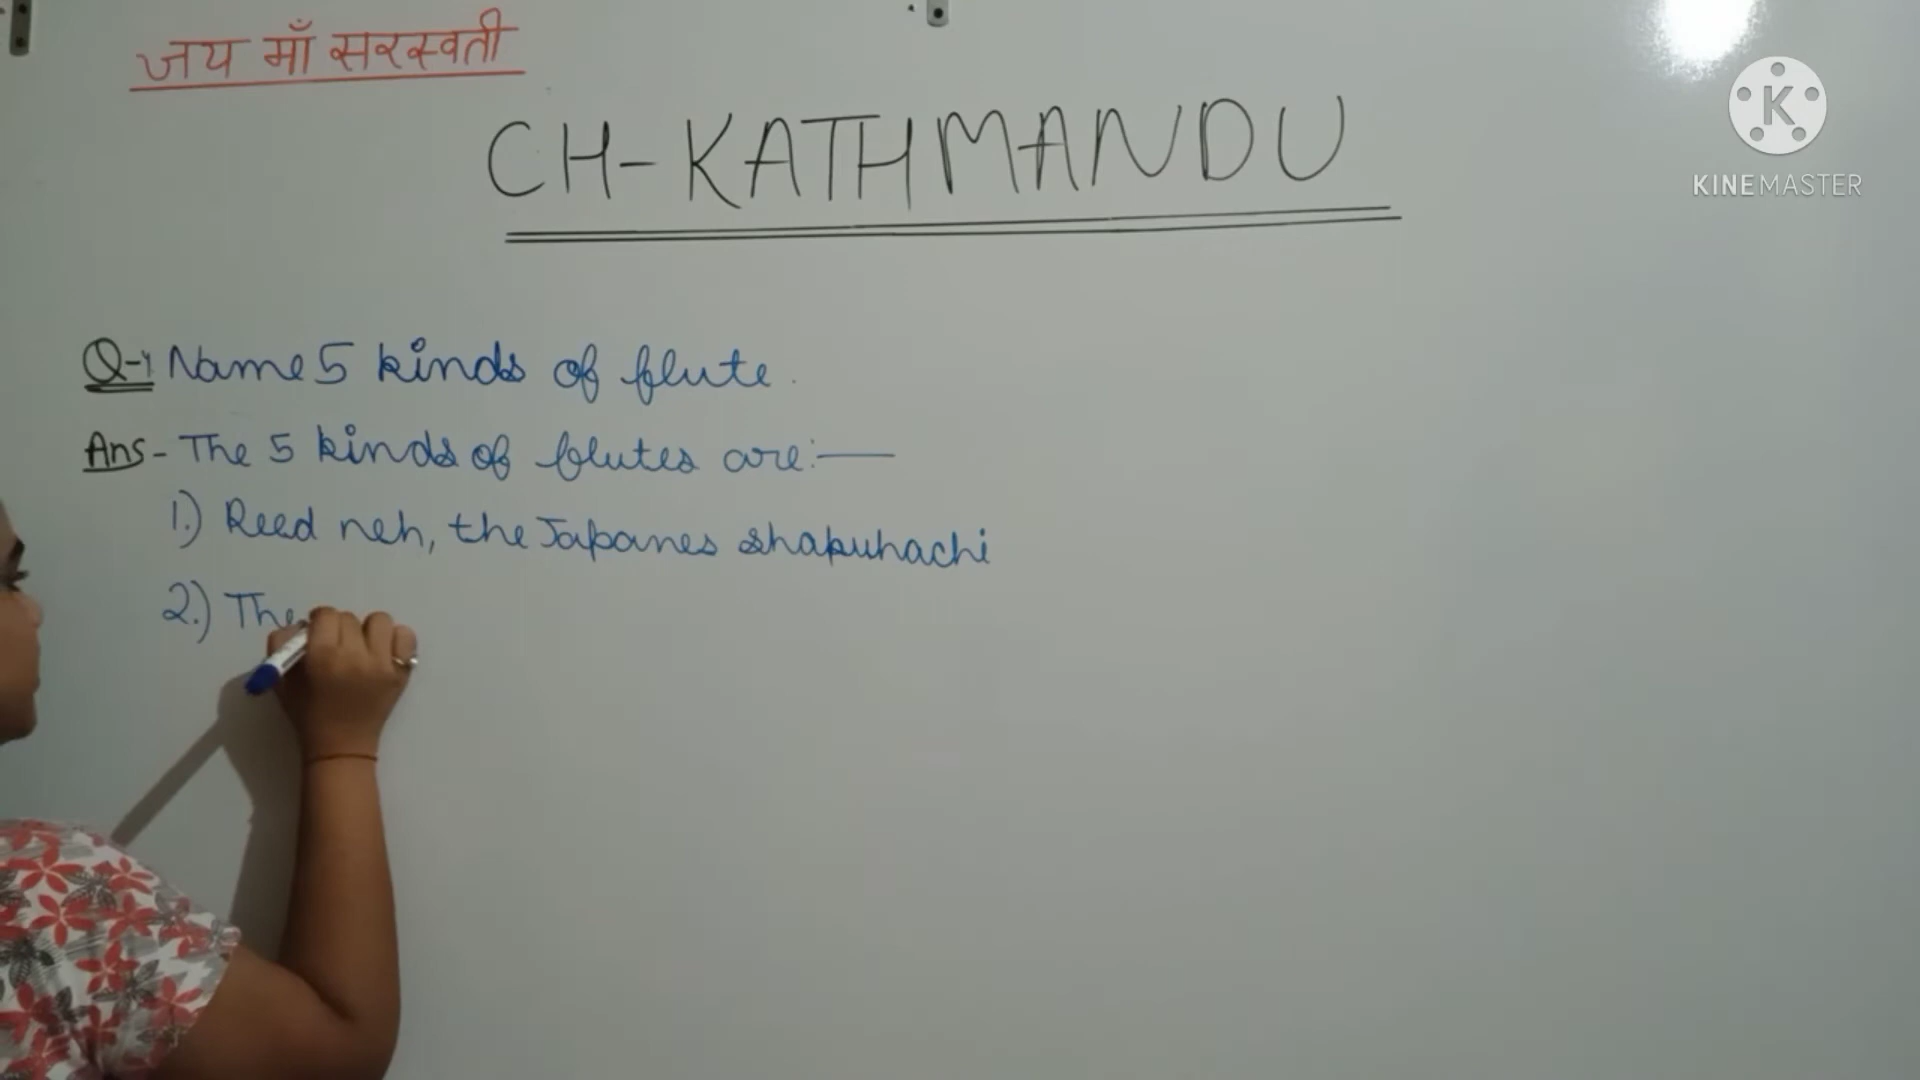 जय माँ सरस्वती
CH-KATHMANDU
KINEMASTER
Q-1 Name 5 kinds of flute.
Ans- The 5 kinds of flutes are:—
1.) Reed neh, the Japanes shakuhachi
2.) The